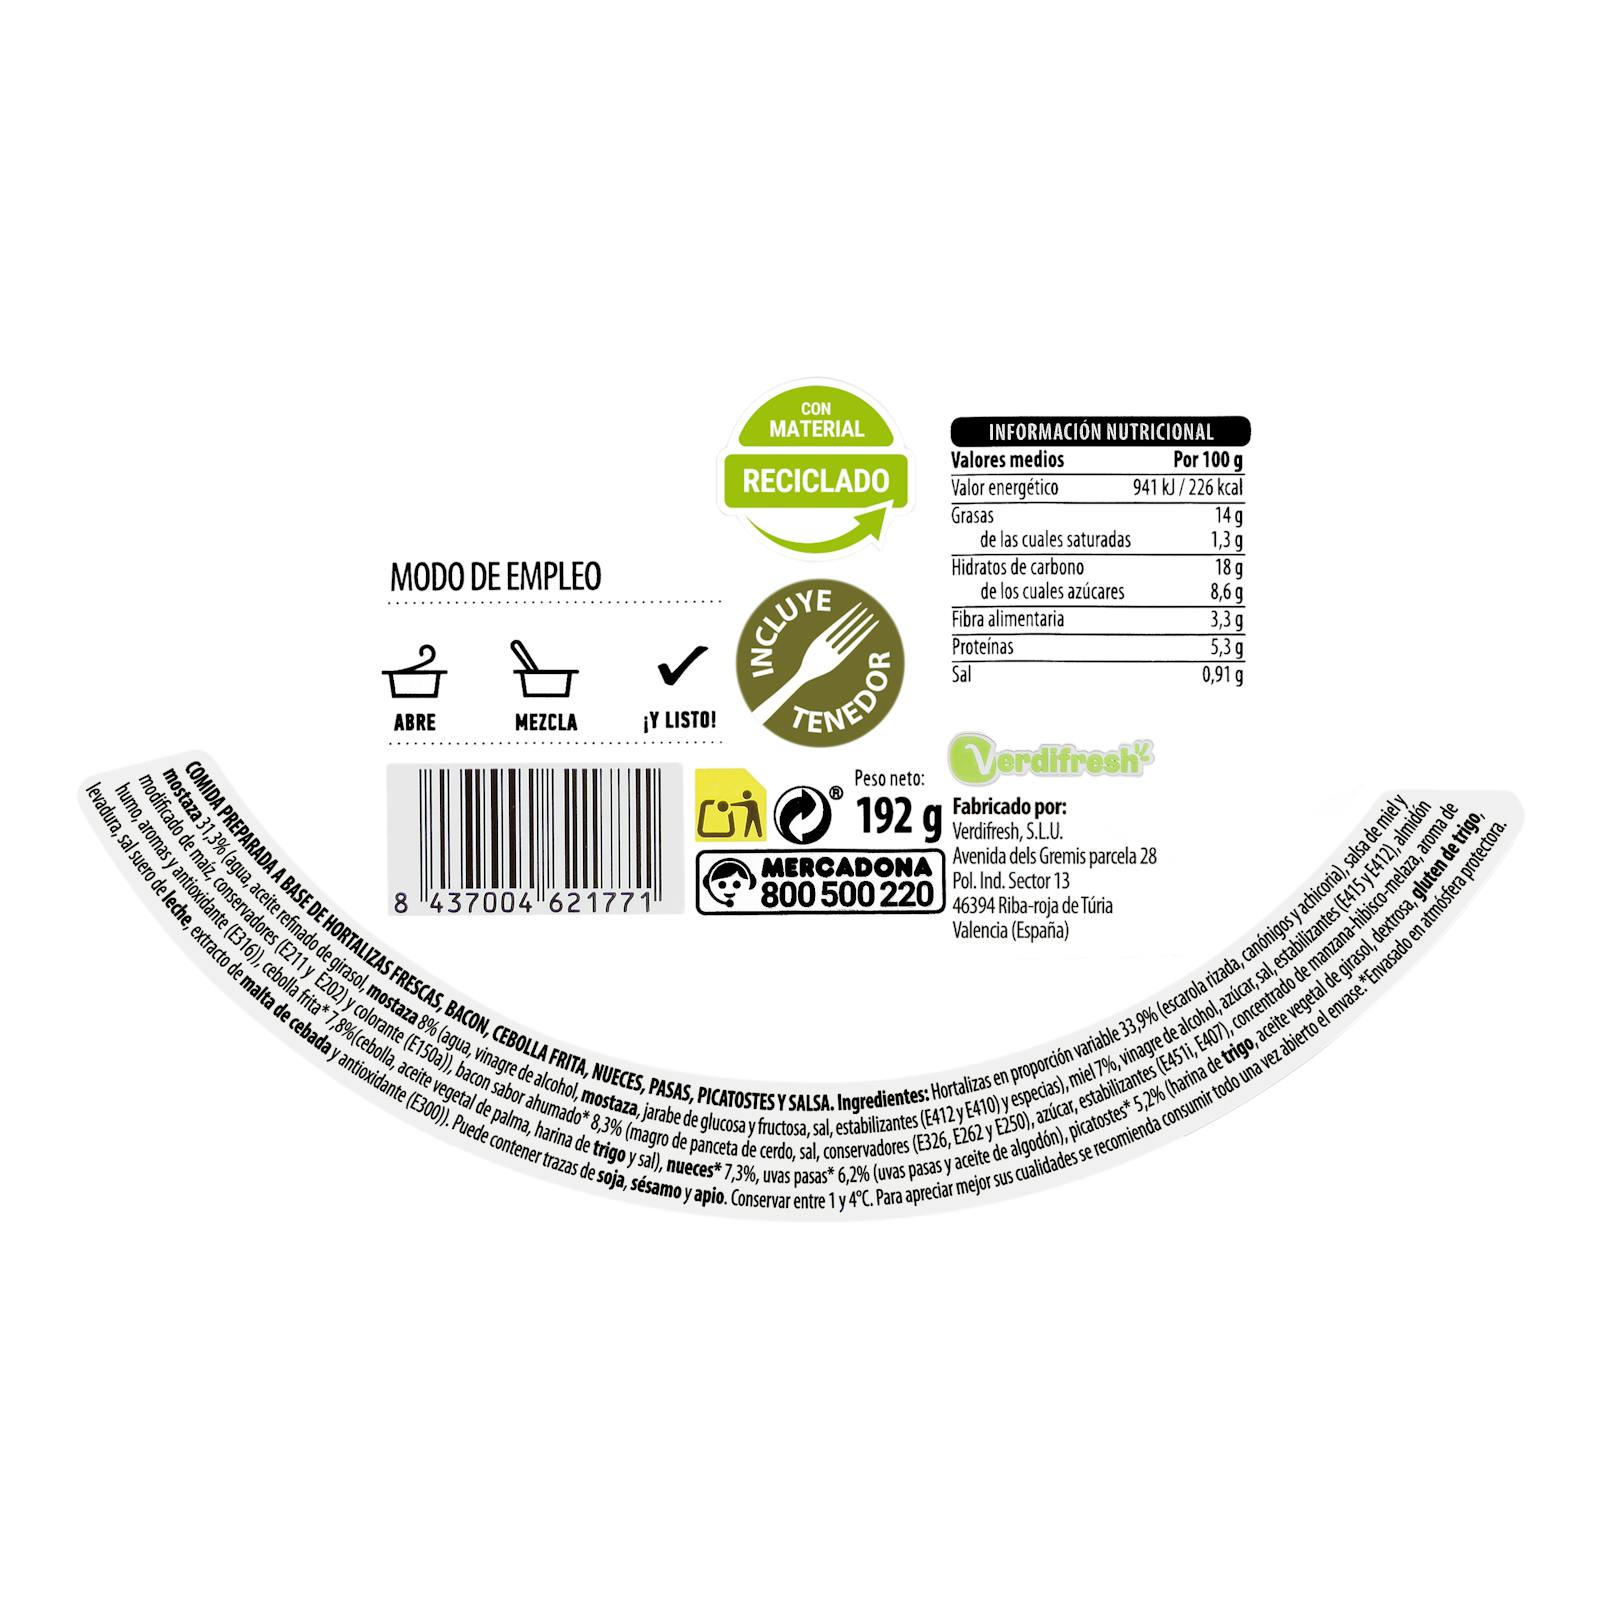 CON
MATERIAL
RECICLADO
INFORMACIÓN NUTRICIONAL
Valores medios Por 100 g
Valor energético 941 kJ / 226 kcal
Grasas 14 g
de las cuales saturadas 1,3 g
Hidratos de carbono 18 g
de los cuales azúcares 8,6 g
Fibra alimentaria 3,3 g
Proteínas 5,3 g
Sal 0,91 g
MODO DE EMPLEO
ABRE MEZCLA ¡Y LISTO!
INCLUYE
TENEDOR
8 437004 621771
Peso neto:
192 g
MERCADONA
800 500 220
Verdifresh
Fabricado por:
Verdifresh, S.L.U.
Avenida dels Gremis parcela 28
Pol. Ind. Sector 13
46394 Riba-roja de Túria
Valencia (España)
COMIDA PREPARADA A BASE DE HORTALIZAS FRESCAS, BACON, CEBOLLA FRITA, NUECES, PASAS, PICATOSTES Y SALSA. Ingredientes: Hortalizas en proporción variable 33,9% (escarola rizada, canónigos y achicoria), salsa de miel y
mostaza 31,3% (agua, aceite refinado de girasol, mostaza 8% (agua, vinagre de alcohol, mostaza, jarabe de glucosa y fructosa, sal, estabilizantes (E412 y E410) y especias), miel 7%, vinagre de alcohol, azúcar, sal, estabilizantes (E415 y E412), almidón
modificado de maíz, conservadores (E211 y E202) y colorante (E150a)), bacon sabor ahumado* 8,3% (magro de panceta de cerdo, sal, conservadores (E326, E262 y E250), azúcar, estabilizantes (E451i, E407), concentrado de manzana-hibisco-melaza, aroma de
humo, aromas y antioxidante (E316)), cebolla frita* 7,8%(cebolla, aceite vegetal de palma, harina de trigo y sal), nueces* 7,3%, uvas pasas* 6,2% (uvas pasas y aceite de algodón), picatostes* 5,2% (harina de trigo, aceite vegetal de girasol, dextrosa, gluten de trigo,
levadura, sal, suero de leche, extracto de malta de cebada y antioxidante (E300)). Puede contener trazas de soja, sésamo y apio. Conservar entre 1 y 4°C. Para apreciar mejor sus cualidades se recomienda consumir todo una vez abierto el envase.*Envasado en atmósfera protectora.